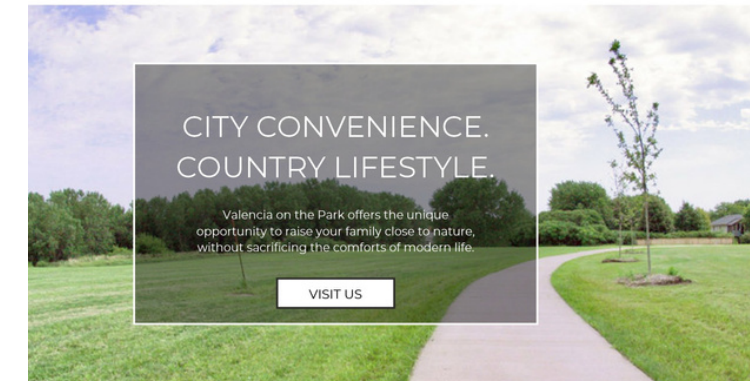 CITY CONVENIENCE.
COUNTRY LIFESTYLE.
Valencia on the Park offers the unique
opportunity to raise your family close to nature,
without sacrificing the comforts of modern life.
VISIT US